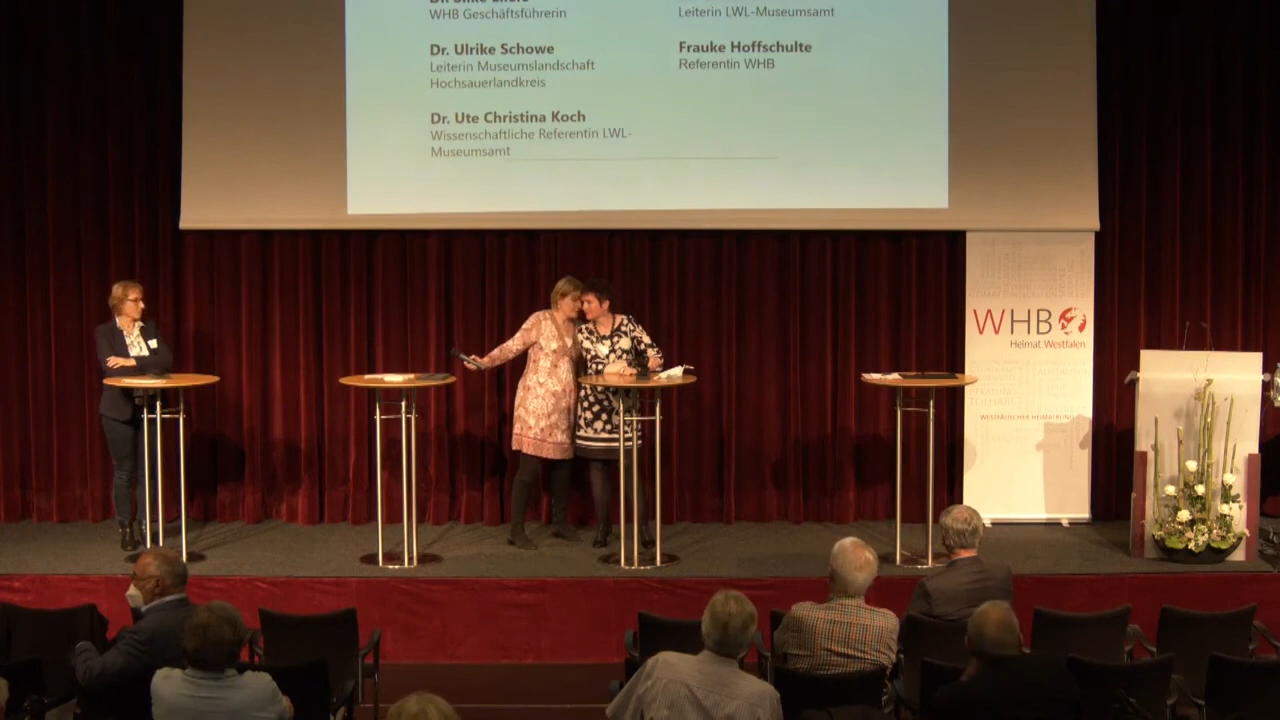 WHB Geschäftsführerin
Dr. Ulrike Schowe
Leiterin Museumslandschaft
Hochsauerlandkreis
Dr. Ute Christina Koch
Wissenschaftliche Referentin LWL-
Museumsamt
Leiterin LWL-Museumsamt
Frauke Hoffschulte
Referentin WHB
WHB
Heimat.Westfalen
WESTFÄLISCHER HEIMATBUND